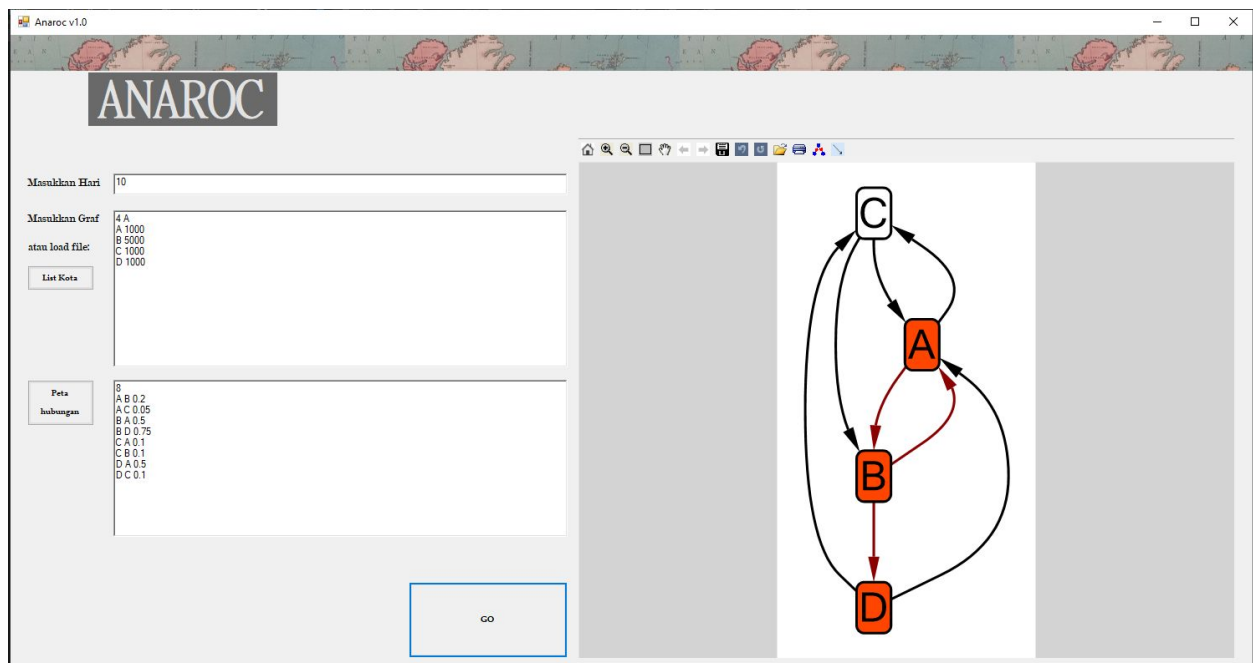 Anaroc v1.0
ANAROC
Masukkan Hari
10
Masukkan Graf
atau load file:
List Kota
4 A
A 1000
B 5000
C 1000
D 1000
Peta
hubungan
8
A B 0.2
A C 0.05
B A 0.5
B D 0.75
C A 0.1
C B 0.1
D A 0.5
D C 0.1
GO
C
A
B
D